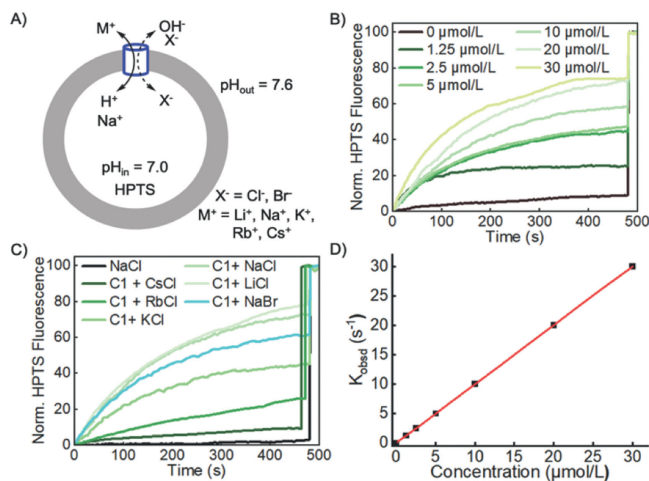 A)
M⁺ OH⁻
X⁻
H⁺ X⁻
Na⁺
pHout = 7.6
pHin = 7.0
HPTS
X⁻ = Cl⁻, Br⁻
M⁺ = Li⁺, Na⁺, K⁺,
Rb⁺, Cs⁺
B)
Norm. HPTS Fluorescence
100
80
60
40
20
0
0 μmol/L 10 μmol/L
1.25 μmol/L 20 μmol/L
2.5 μmol/L 30 μmol/L
5 μmol/L
0 100 200 300 400 500
Time (s)
C)
Norm. HPTS Fluorescence
100
80
60
40
20
0
NaCl C1+ NaCl
C1 + CsCl C1+ LiCl
C1 + RbCl C1+ NaBr
C1+ KCl
0 100 200 300 400 500
Time (s)
D)
Kobsd (s⁻¹)
30
25
20
15
10
5
0
0 5 10 15 20 25 30
Concentration (μmol/L)